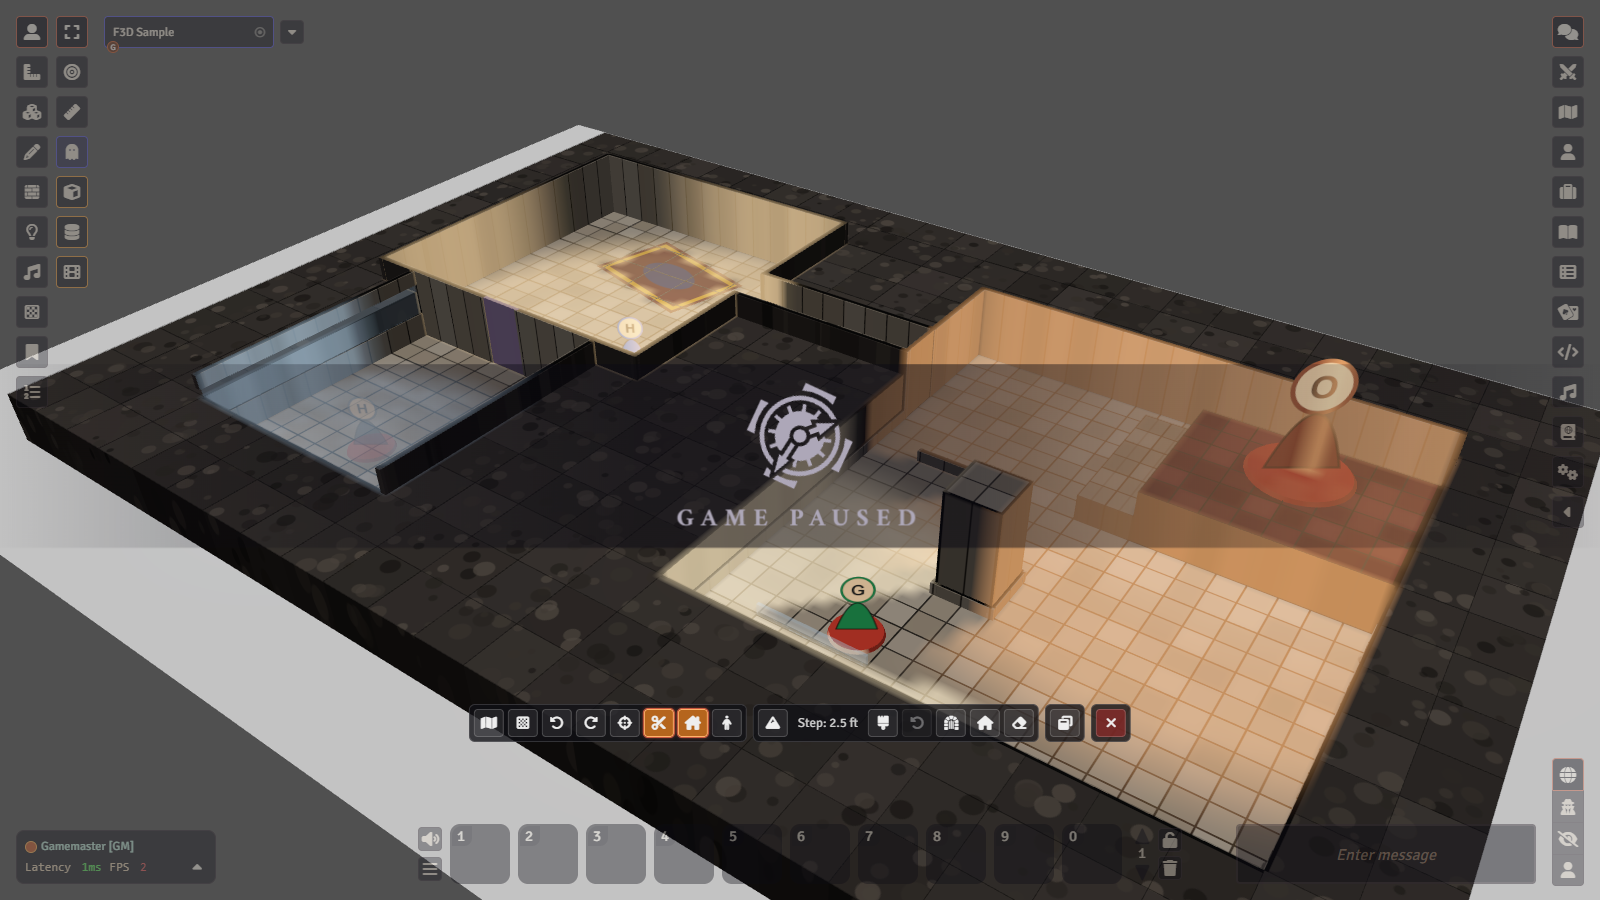 F3D Sample
G
H
H
O
GAME PAUSED
G
Step: 2.5 ft
Gamemaster [GM]
Latency 1ms FPS 2
1 2 3 4 5 6 7 8 9 0
1
Enter message